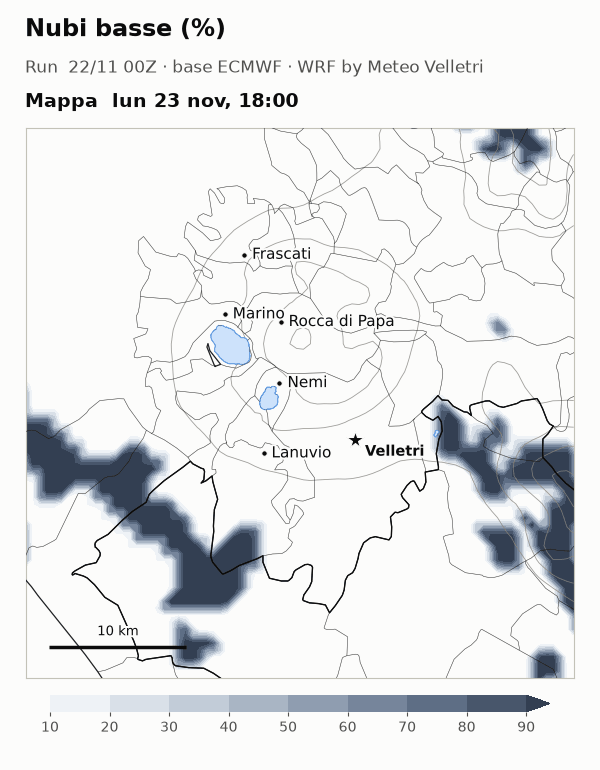 Nubi basse (%)
Run  22/11 00Z · base ECMWF · WRF by Meteo Velletri
Mappa  lun 23 nov, 18:00
Frascati
Marino
Rocca di Papa
Nemi
Velletri
Lanuvio
10 km
10 20 30 40 50 60 70 80 90